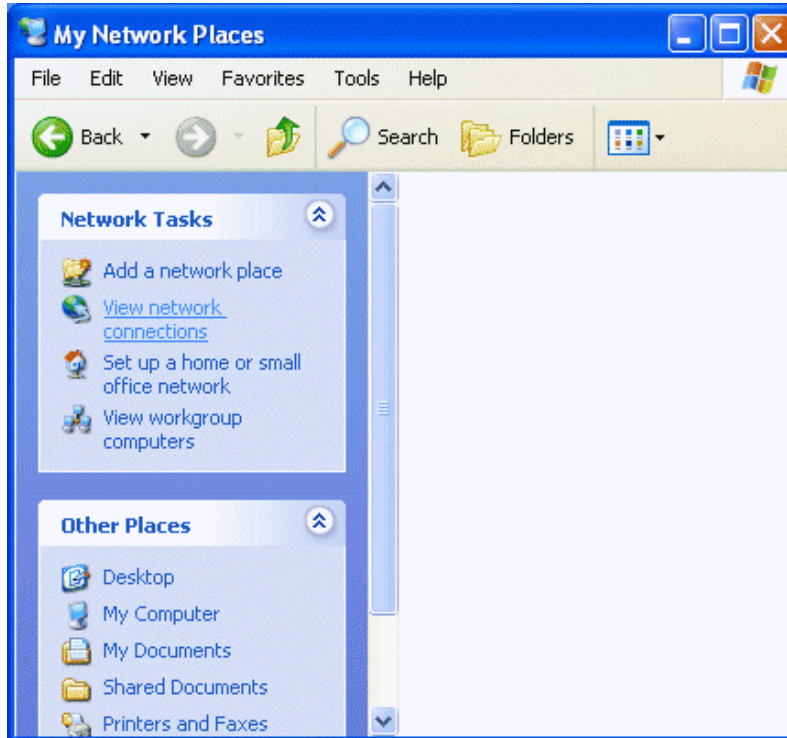 My Network Places
File Edit View Favorites Tools Help
Back Search Folders
Network Tasks
Add a network place
View network
connections
Set up a home or small
office network
View workgroup
computers
Other Places
Desktop
My Computer
My Documents
Shared Documents
Printers and Faxes